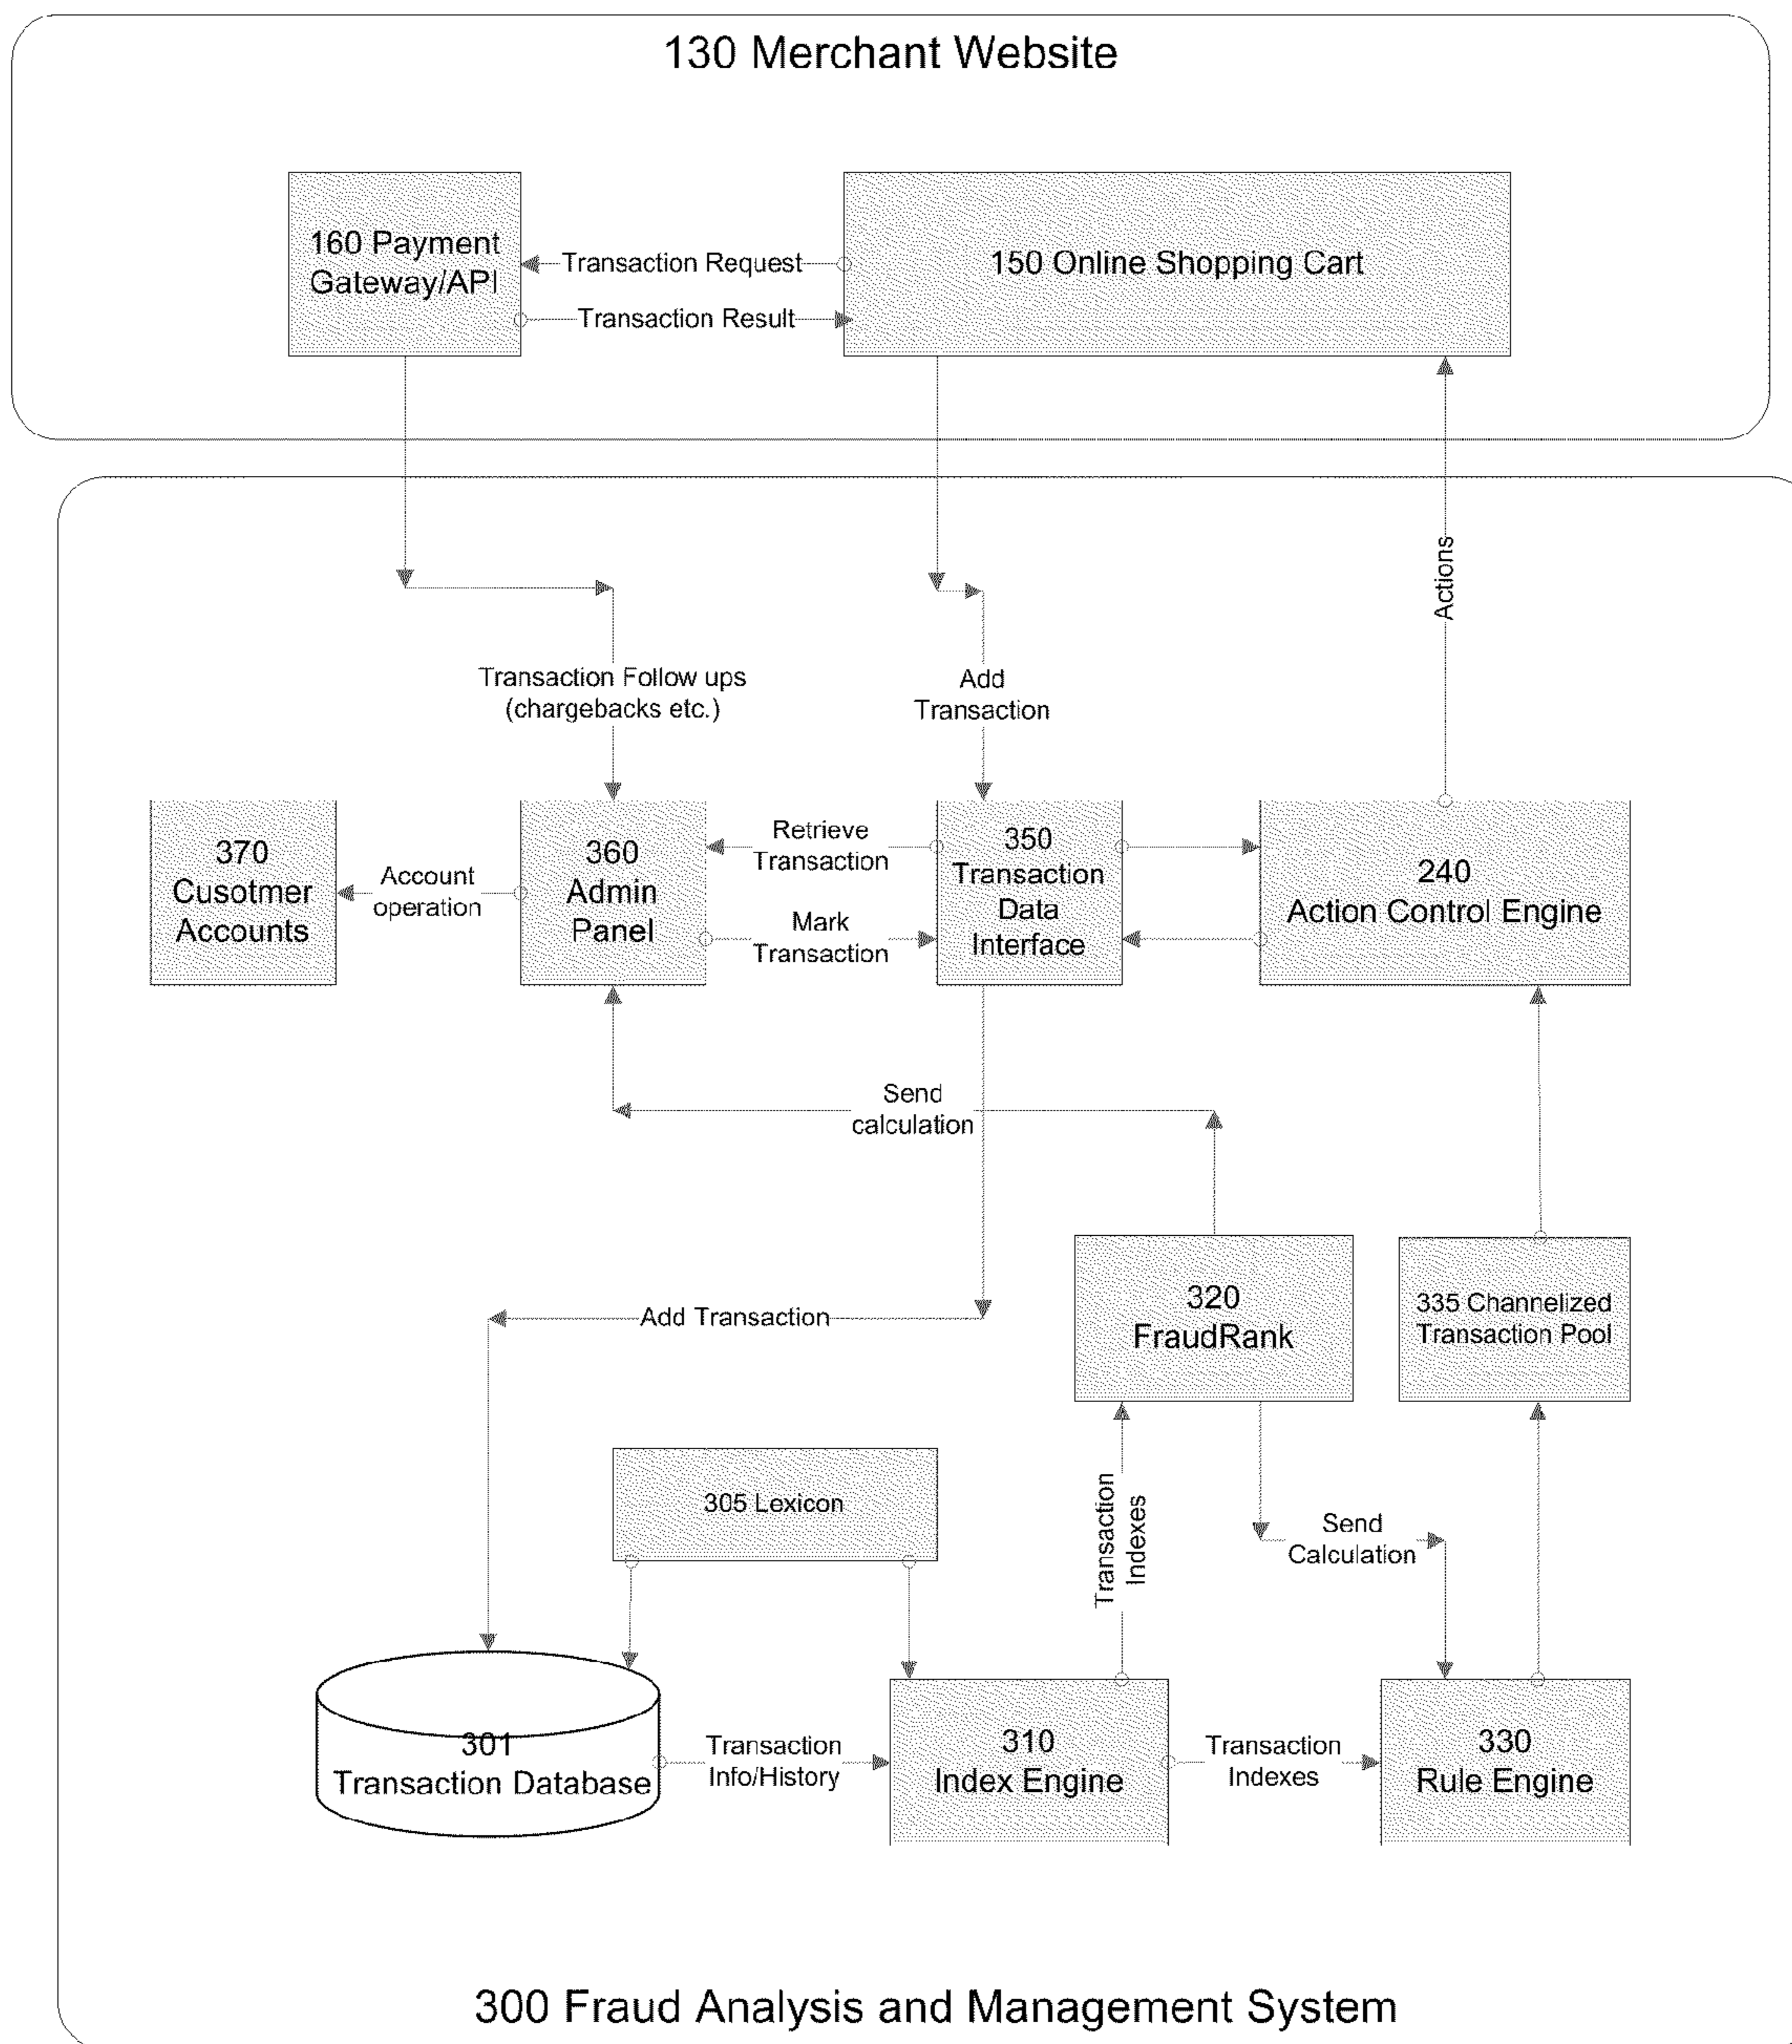 130 Merchant Website
160 Payment
Gateway/API
Transaction Request
Transaction Result
150 Online Shopping Cart
Actions
Transaction Follow ups
(chargebacks etc.)
Add
Transaction
370
Cusotmer
Accounts
Account
operation
360
Admin
Panel
Retrieve
Transaction
Mark
Transaction
350
Transaction
Data
Interface
240
Action Control Engine
Send
calculation
Add Transaction
320
FraudRank
335 Channelized
Transaction Pool
305 Lexicon
Transaction
Indexes
Send
Calculation
301
Transaction Database
Transaction
Info/History
310
Index Engine
Transaction
Indexes
330
Rule Engine
300 Fraud Analysis and Management System